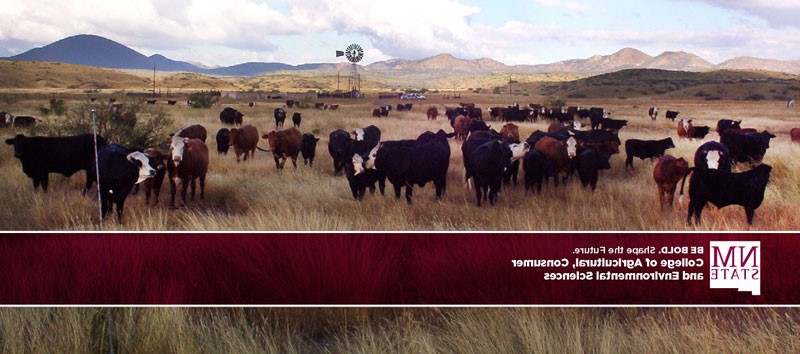 BE BOLD. Shape the Future.
College of Agricultural, Consumer
and Environmental Sciences
NM
STATE